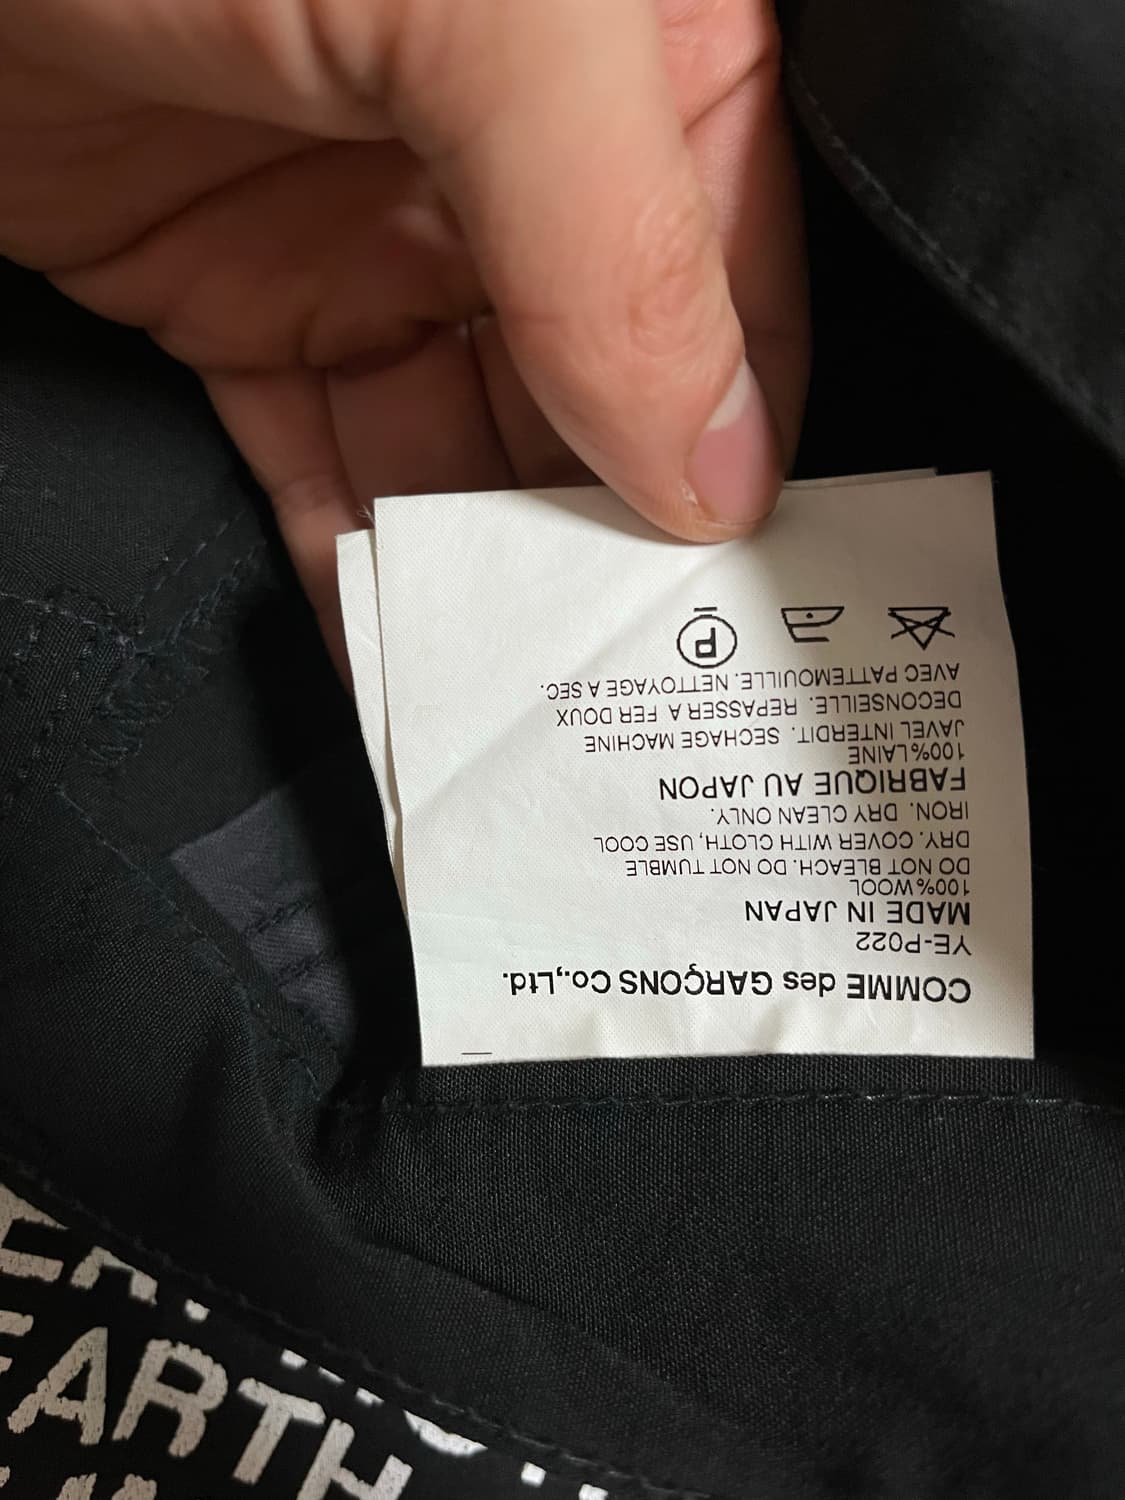 COMME des GARÇONS Co.,Ltd.
YE-P022
MADE IN JAPAN
100%WOOL
DO NOT BLEACH. DO NOT TUMBLE
DRY. COVER WITH CLOTH, USE COOL
IRON. DRY CLEAN ONLY.
FABRIQUE AU JAPON
100%LAINE
JAVEL INTERDIT. SECHAGE MACHINE
DECONSEILLE. REPASSER A FER DOUX
AVEC PATTEMOUILLE. NETTOYAGE A SEC.
P
EARTH